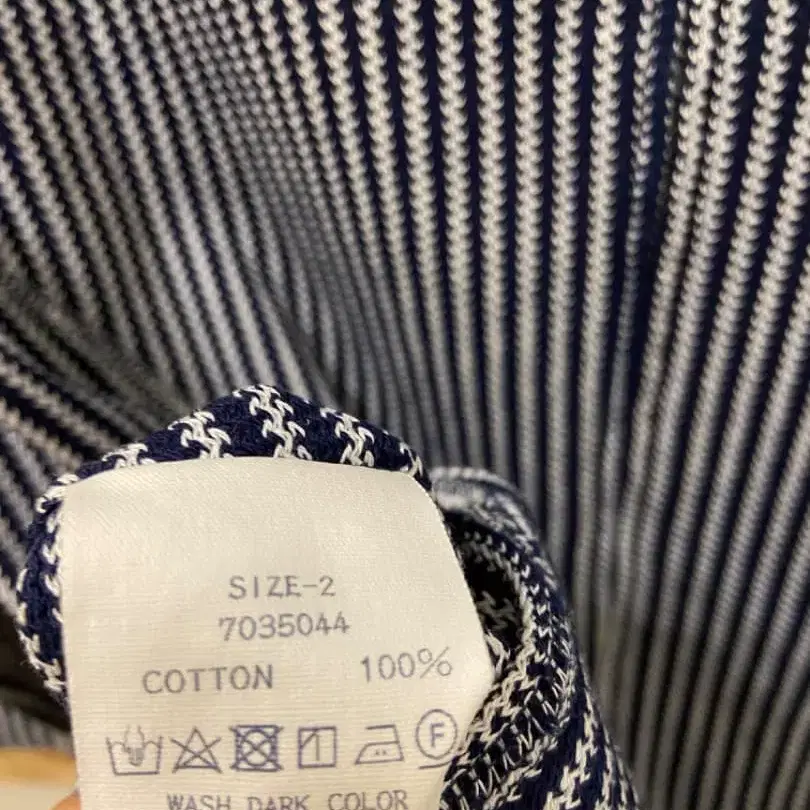 SIZE-2
7035044
COTTON 100%
F
WASH DARK COLOR